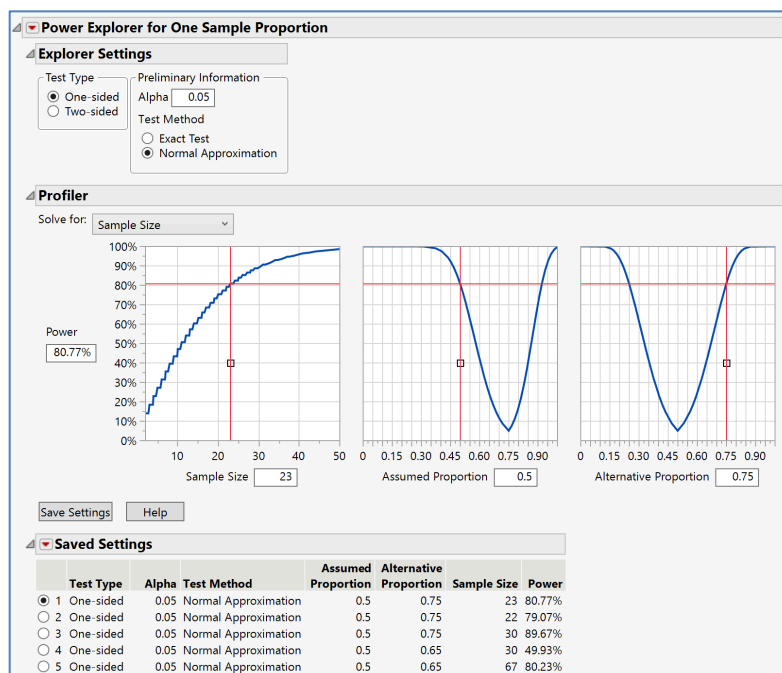 Power Explorer for One Sample Proportion
Explorer Settings
Test Type
One-sided
Two-sided
Preliminary Information
Alpha 0.05
Test Method
Exact Test
Normal Approximation
Profiler
Solve for: Sample Size
Power
80.77%
100%
90%
80%
70%
60%
50%
40%
30%
20%
10%
0%
10 20 30 40 50
Sample Size 23
0 0.15 0.30 0.45 0.60 0.75 0.90
Assumed Proportion 0.5
0 0.15 0.30 0.45 0.60 0.75 0.90
Alternative Proportion 0.75
Save Settings Help
Saved Settings
Assumed Alternative
Test Type Alpha Test Method Proportion Proportion Sample Size Power
1 One-sided 0.05 Normal Approximation 0.5 0.75 23 80.77%
2 One-sided 0.05 Normal Approximation 0.5 0.75 22 79.07%
3 One-sided 0.05 Normal Approximation 0.5 0.75 30 89.67%
4 One-sided 0.05 Normal Approximation 0.5 0.65 30 49.93%
5 One-sided 0.05 Normal Approximation 0.5 0.65 67 80.23%